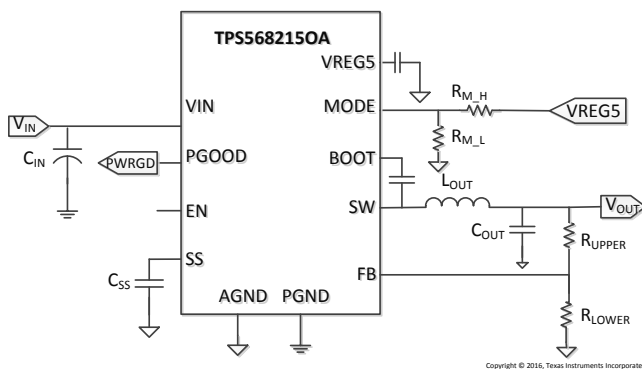 TPS568215OA
VREG5
VIN
MODE
R_M_H
VREG5
V_IN
R_M_L
C_IN
PWRGD
PGOOD
BOOT
L_OUT
EN
SW
V_OUT
C_OUT
R_UPPER
SS
C_SS
FB
AGND
PGND
R_LOWER
Copyright © 2016, Texas Instruments Incorporate